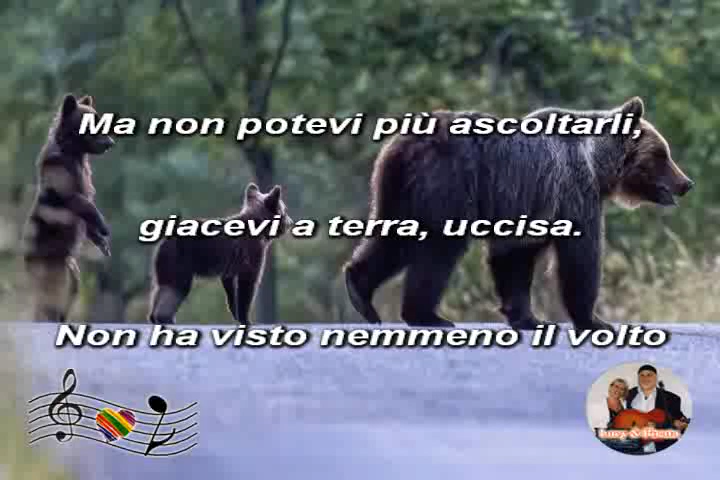 Ma non potevi più ascoltarli,
giacevi a terra, uccisa.
Non ha visto nemmeno il volto